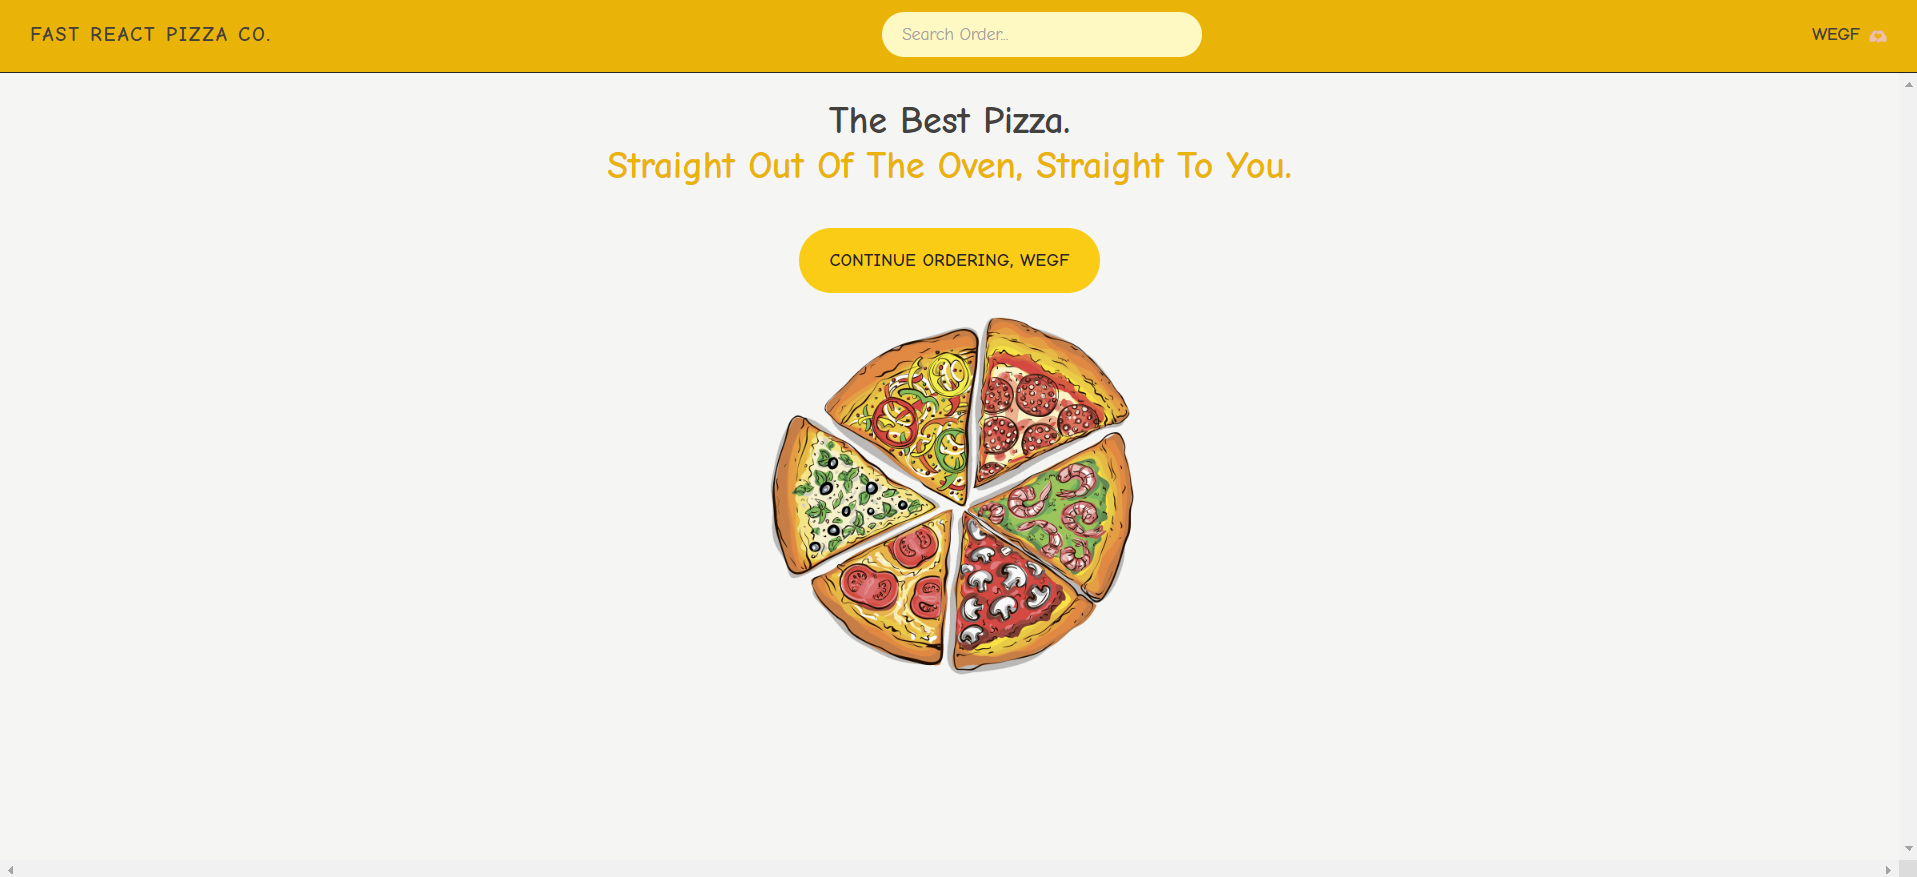 FAST REACT PIZZA CO.
Search Order...
WEGF 🫶🏻
The Best Pizza.
Straight Out Of The Oven, Straight To You.
CONTINUE ORDERING, WEGF